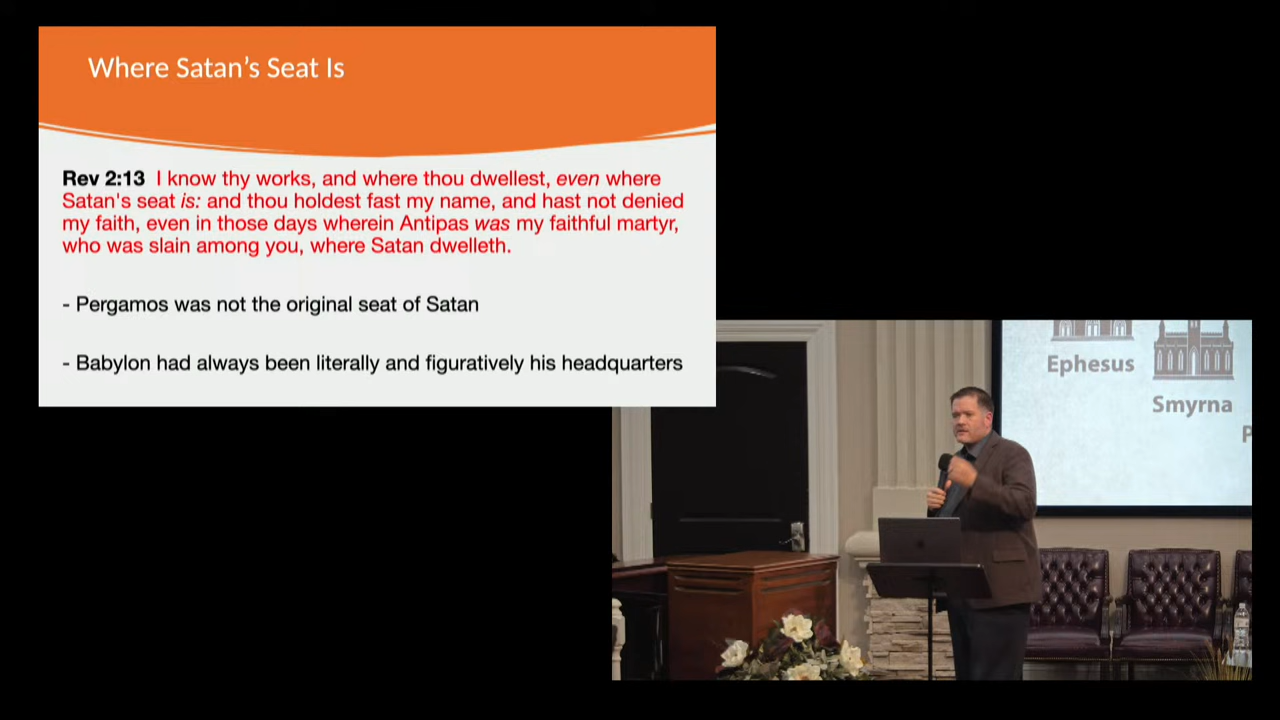 Where Satan's Seat Is
Rev 2:13 I know thy works, and where thou dwellest, even where
Satan's seat is: and thou holdest fast my name, and hast not denied
my faith, even in those days wherein Antipas was my faithful martyr,
who was slain among you, where Satan dwelleth.
- Pergamos was not the original seat of Satan
- Babylon had always been literally and figuratively his headquarters
Ephesus
Smyrna
P